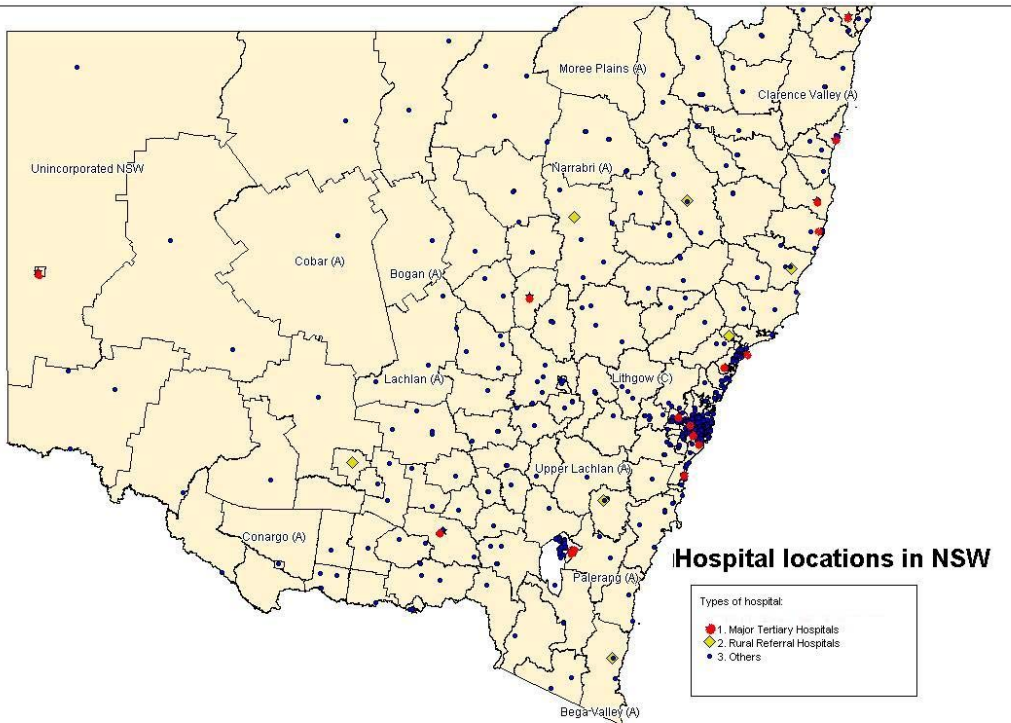 Moree Plains (A)
Clarence Valley (A)
Unincorporated NSW
Narrabri (A)
Cobar (A)
Bogan (A)
Lachlan (A)
Lithgow (C)
Upper Lachlan (A)
Conargo (A)
Palerang (A)
Bega Valley (A)
Hospital locations in NSW
Types of hospital:
1. Major Tertiary Hospitals
2. Rural Referral Hospitals
3. Others